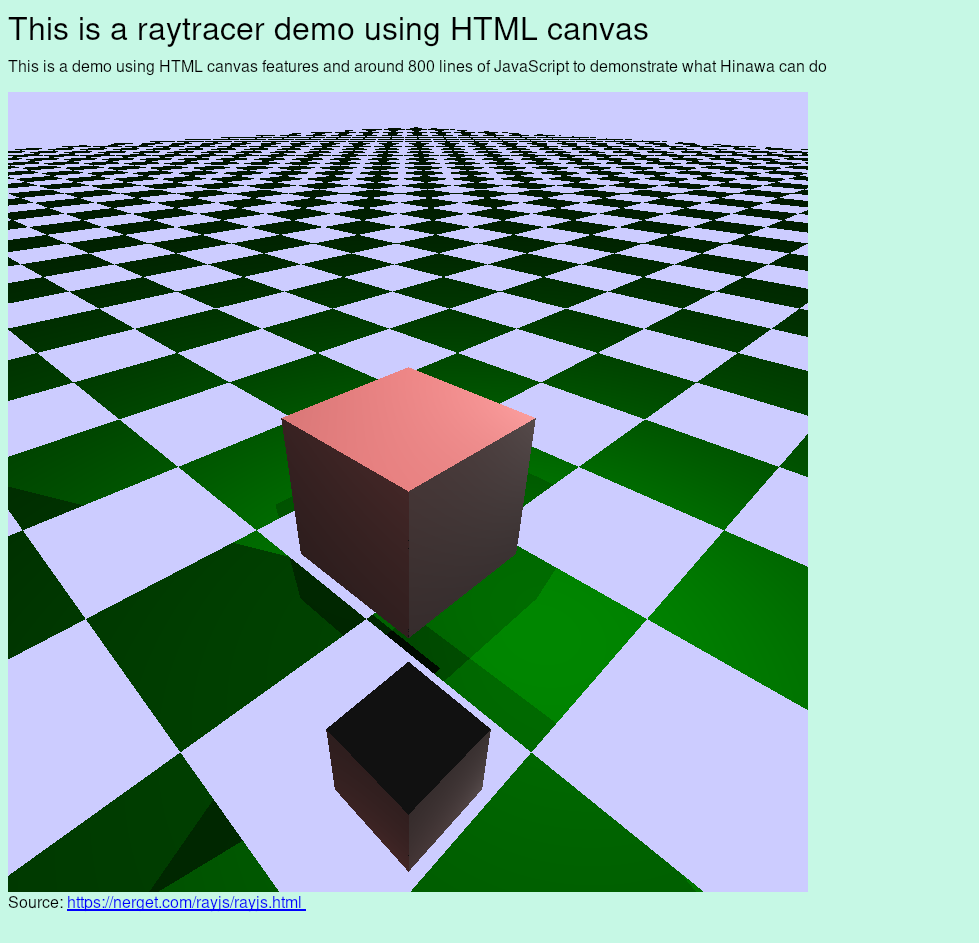 This is a raytracer demo using HTML canvas
This is a demo using HTML canvas features and around 800 lines of JavaScript to demonstrate what Hinawa can do
Source: https://nerget.com/rayjs/rayjs.html